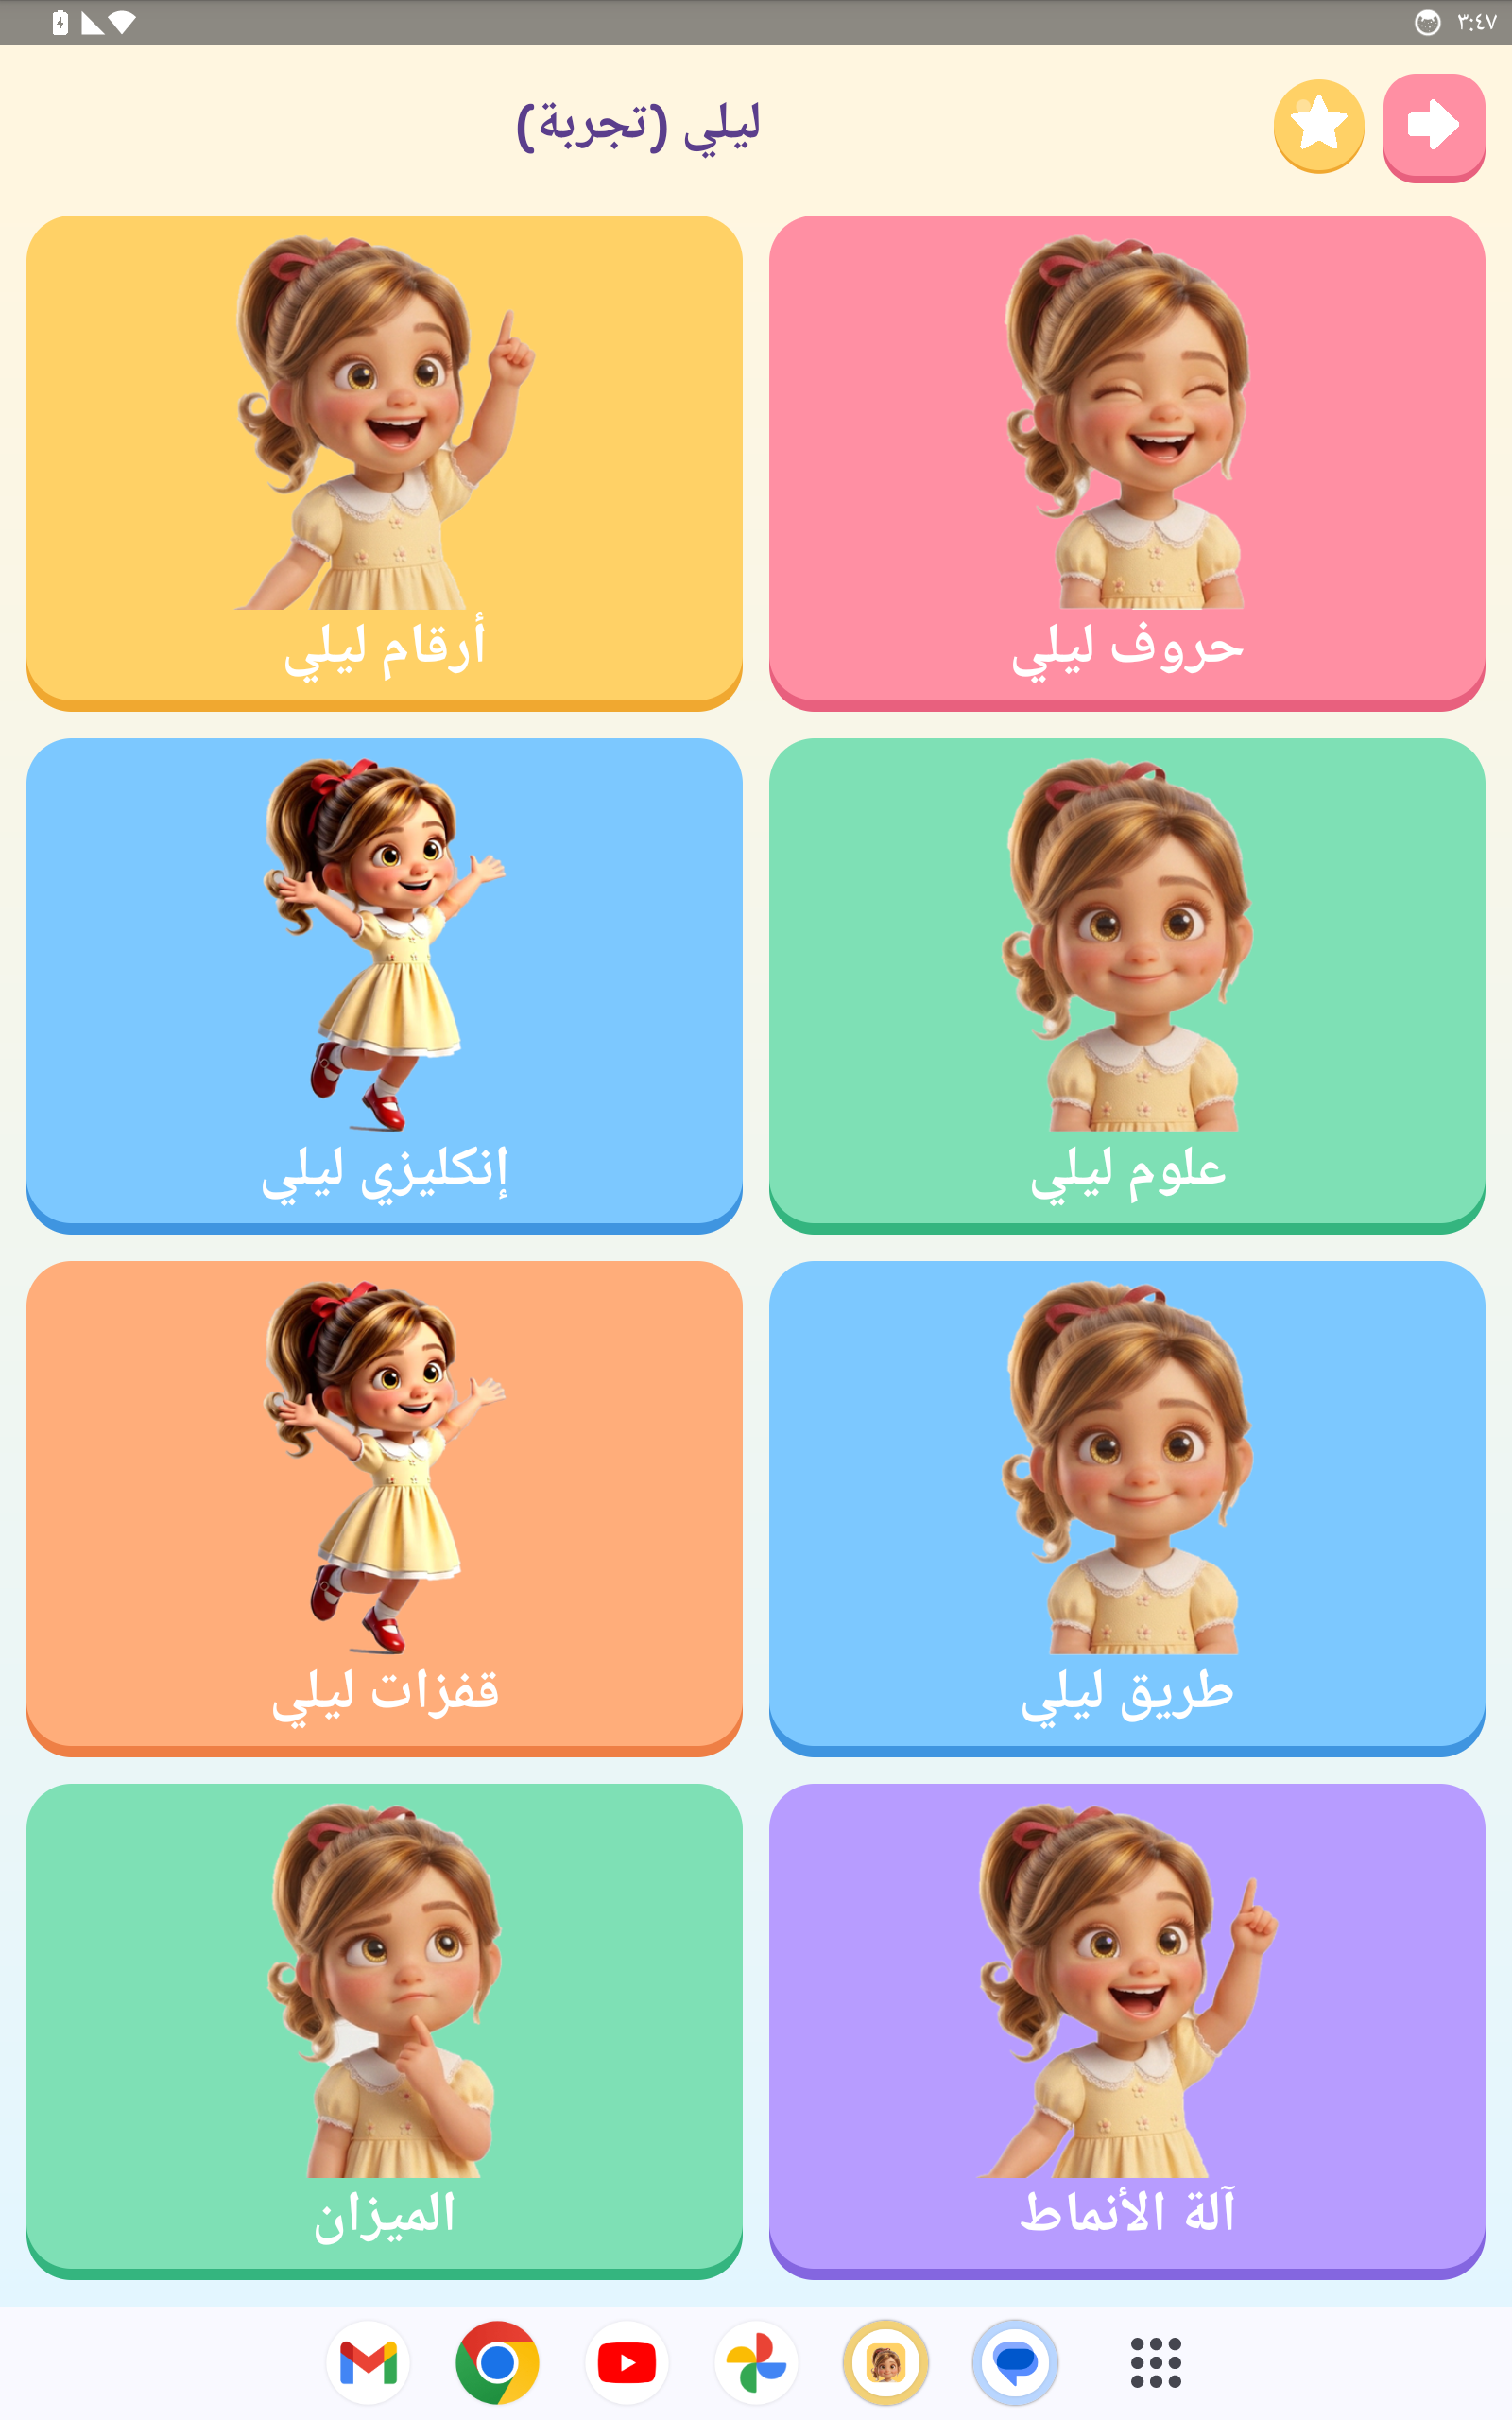 ٣:٤٧
ليلي (تجربة)
حروف ليلي
أرقام ليلي
علوم ليلي
إنكليزي ليلي
طريق ليلي
قفزات ليلي
آلة الأنماط
الميزان